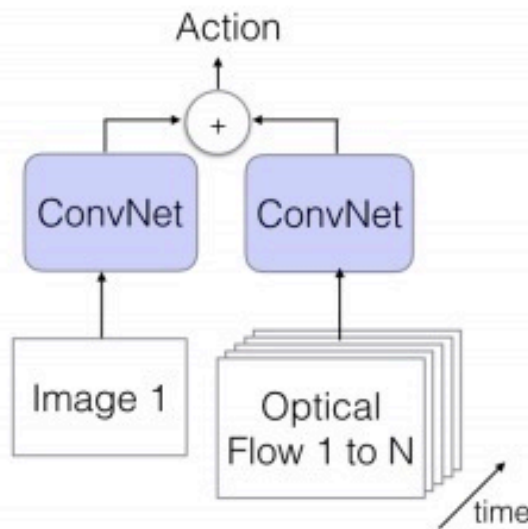 Action
+
ConvNet
ConvNet
Image 1
Optical
Flow 1 to N
time